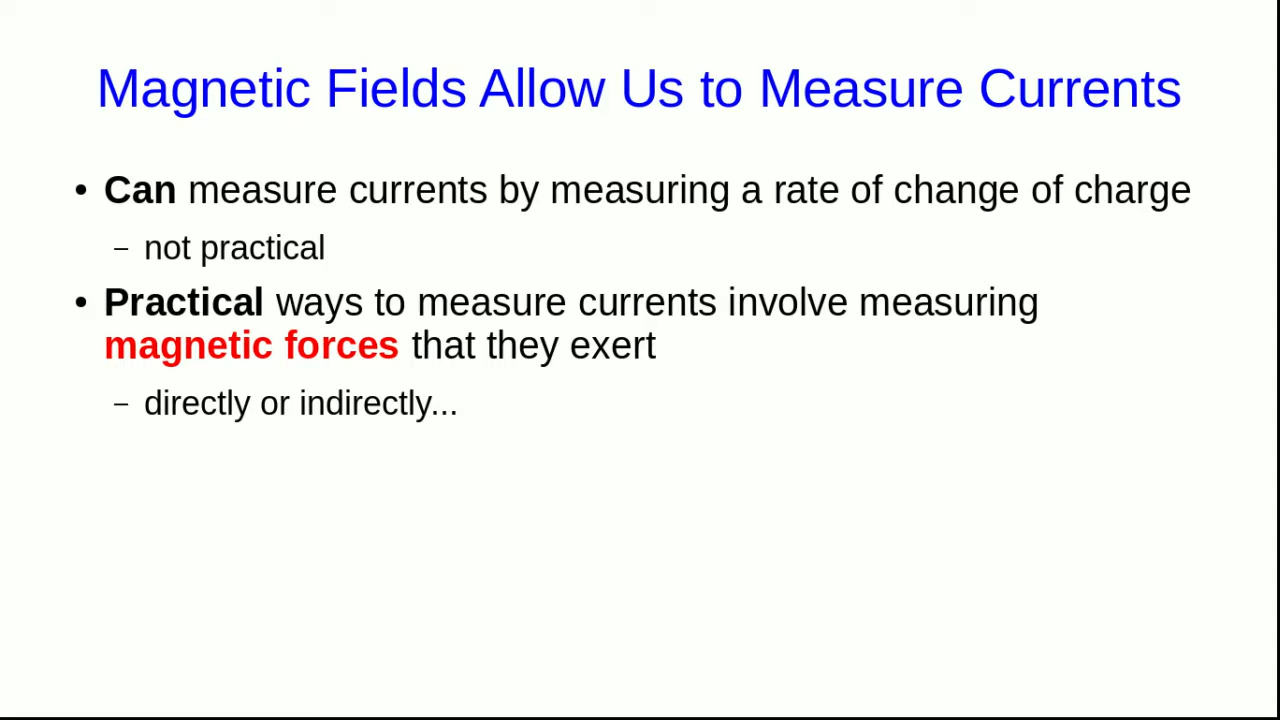 Magnetic Fields Allow Us to Measure Currents
• Can measure currents by measuring a rate of change of charge
– not practical
• Practical ways to measure currents involve measuring
magnetic forces that they exert
– directly or indirectly...